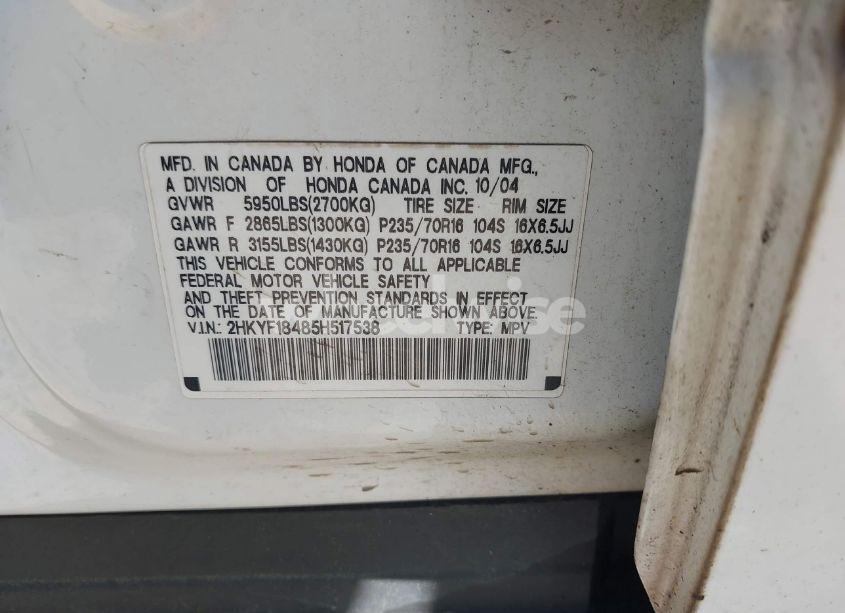 MFD. IN CANADA BY HONDA OF CANADA MFG.,
A DIVISION OF HONDA CANADA INC. 10/04
GVWR 5950LBS(2700KG) TIRE SIZE RIM SIZE
GAWR F 2865LBS(1300KG) P235/70R16 104S 16X6.5JJ
GAWR R 3155LBS(1430KG) P235/70R16 104S 16X6.5JJ
THIS VEHICLE CONFORMS TO ALL APPLICABLE
FEDERAL MOTOR VEHICLE SAFETY
AND THEFT PREVENTION STANDARDS IN EFFECT
ON THE DATE OF MANUFACTURE SHOWN ABOVE.
V.I.N.: 2HKYF18485H517538 TYPE: MPV